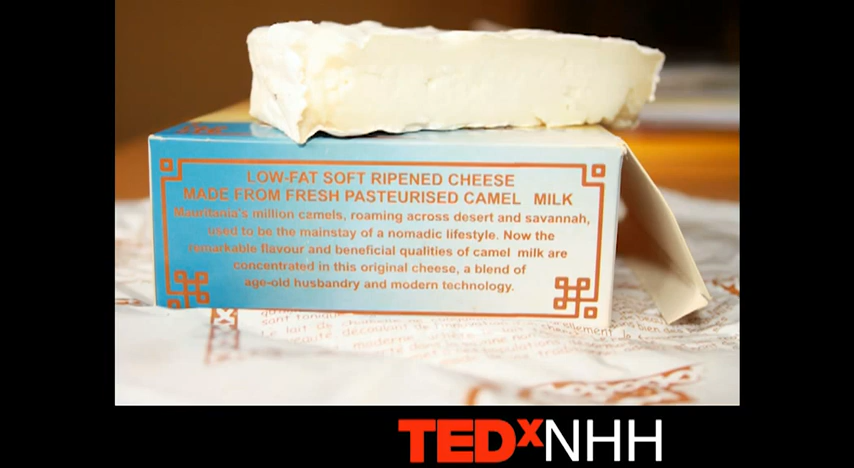 LOW-FAT SOFT RIPENED CHEESE
MADE FROM FRESH PASTEURISED CAMEL MILK
Mauritania's million camels, roaming across desert and savannah,
used to be the mainstay of a nomadic lifestyle. Now the
remarkable flavour and beneficial qualities of camel milk are
concentrated in this original cheese, a blend of
age-old husbandry and modern technology.
TEDxNHH